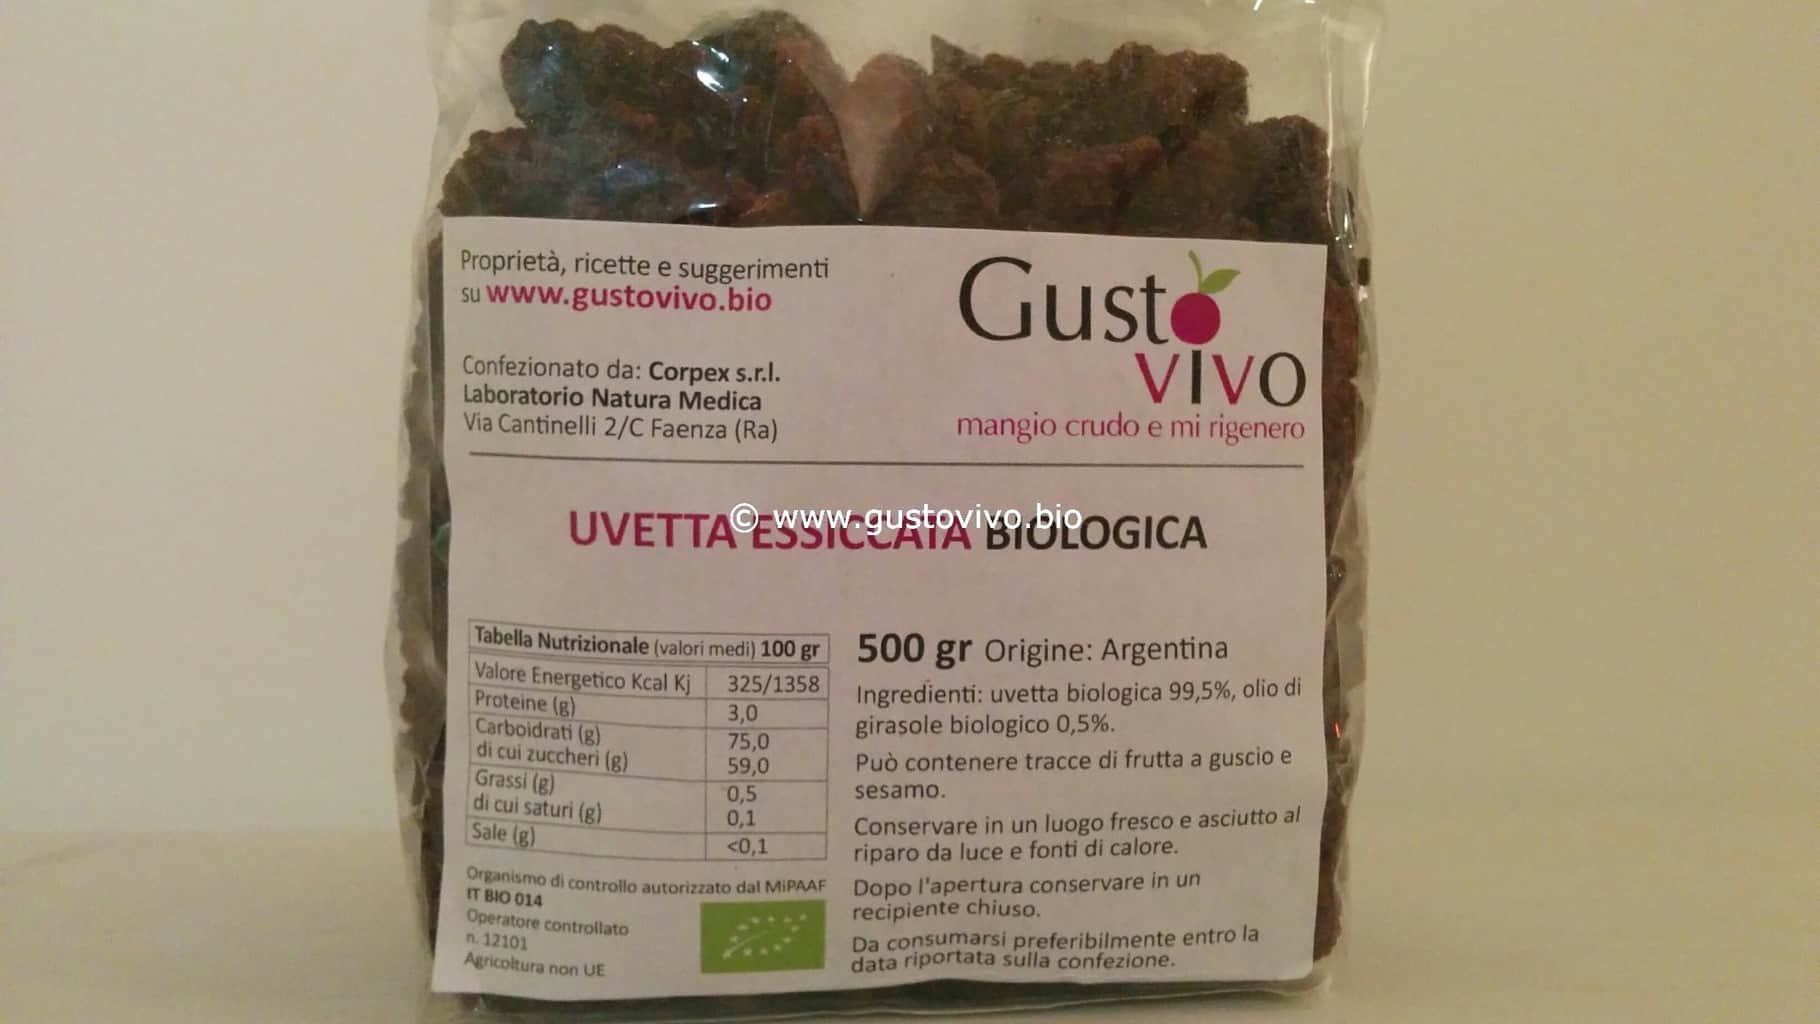 Proprietà, ricette e suggerimenti
su www.gustovivo.bio
Confezionato da: Corpex s.r.l.
Laboratorio Natura Medica
Via Cantinelli 2/C Faenza (Ra)
Gusto
vivo
mangio crudo e mi rigenero
© www.gustovivo.bio
UVETTA ESSICCATA BIOLOGICA
Tabella Nutrizionale (valori medi) 100 gr
Valore Energetico Kcal Kj 325/1358
Proteine (g) 3,0
Carboidrati (g) 75,0
di cui zuccheri (g) 59,0
Grassi (g) 0,5
di cui saturi (g) 0,1
Sale (g) <0,1
Organismo di controllo autorizzato dal MiPAAF
IT BIO 014
Operatore controllato
n. 12101
Agricoltura non UE
500 gr Origine: Argentina
Ingredienti: uvetta biologica 99,5%, olio di
girasole biologico 0,5%.
Può contenere tracce di frutta a guscio e
sesamo.
Conservare in un luogo fresco e asciutto al
riparo da luce e fonti di calore.
Dopo l'apertura conservare in un
recipiente chiuso.
Da consumarsi preferibilmente entro la
data riportata sulla confezione.